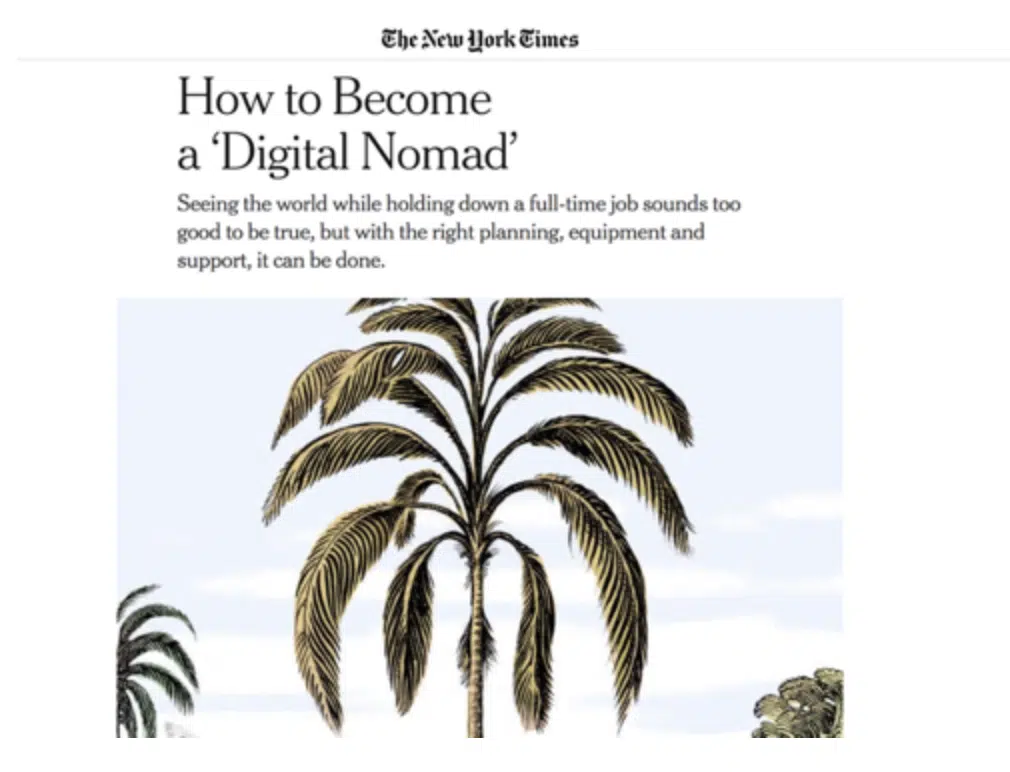 The New York Times
How to Become
a ‘Digital Nomad’
Seeing the world while holding down a full-time job sounds too
good to be true, but with the right planning, equipment and
support, it can be done.